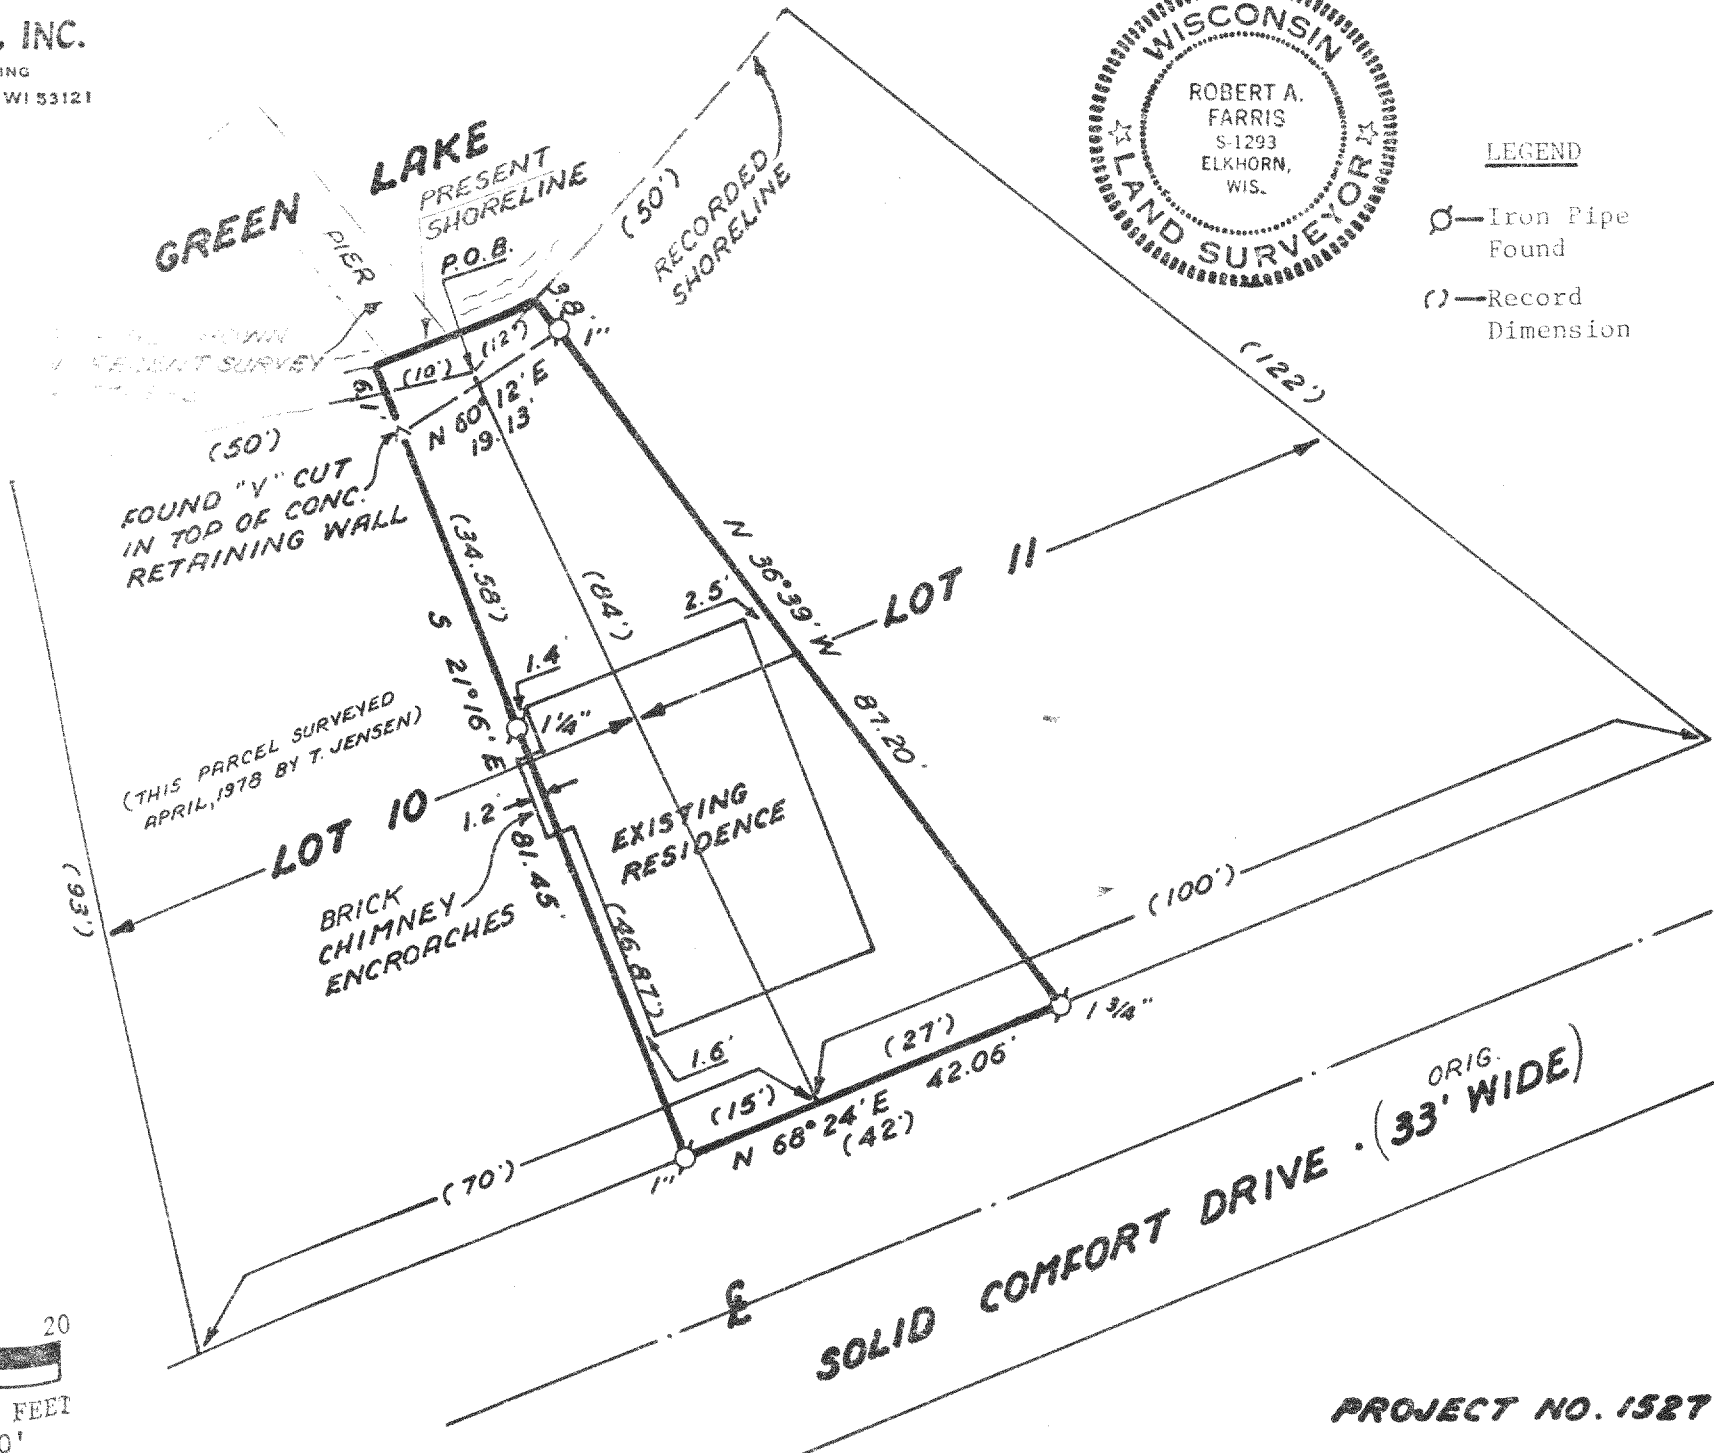 INC.
WI 53121
WISCONSIN
ROBERT A.
FARRIS
S-1293
ELKHORN,
WIS.
LAND SURVEYOR
LEGEND
Iron Pipe
Found
( ) Record
Dimension
GREEN LAKE
PRESENT
SHORELINE
P.O.B.
PIER
(50')
RECORDED
SHORELINE
SURVEY
(10')
(12')
1"
6.1'
N 60° 12' E
19.13'
(50')
FOUND "V" CUT
IN TOP OF CONC.
RETAINING WALL
(34.58')
(84')
S 21°16' E
81.45'
N 36°39' W
87.20'
2.5'
1.4'
1¼"
(122')
LOT 11
(THIS PARCEL SURVEYED
APRIL, 1978 BY T. JENSEN)
LOT 10
1.2'
EXISTING
RESIDENCE
(93')
BRICK
CHIMNEY
ENCROACHES
(46.87')
1.6'
(100')
1 3/4"
(27')
(15')
N 68° 24' E 42.06'
(42')
1"
(70')
ORIG.
SOLID COMFORT DRIVE . (33' WIDE)
20
FEET
PROJECT NO. 1527